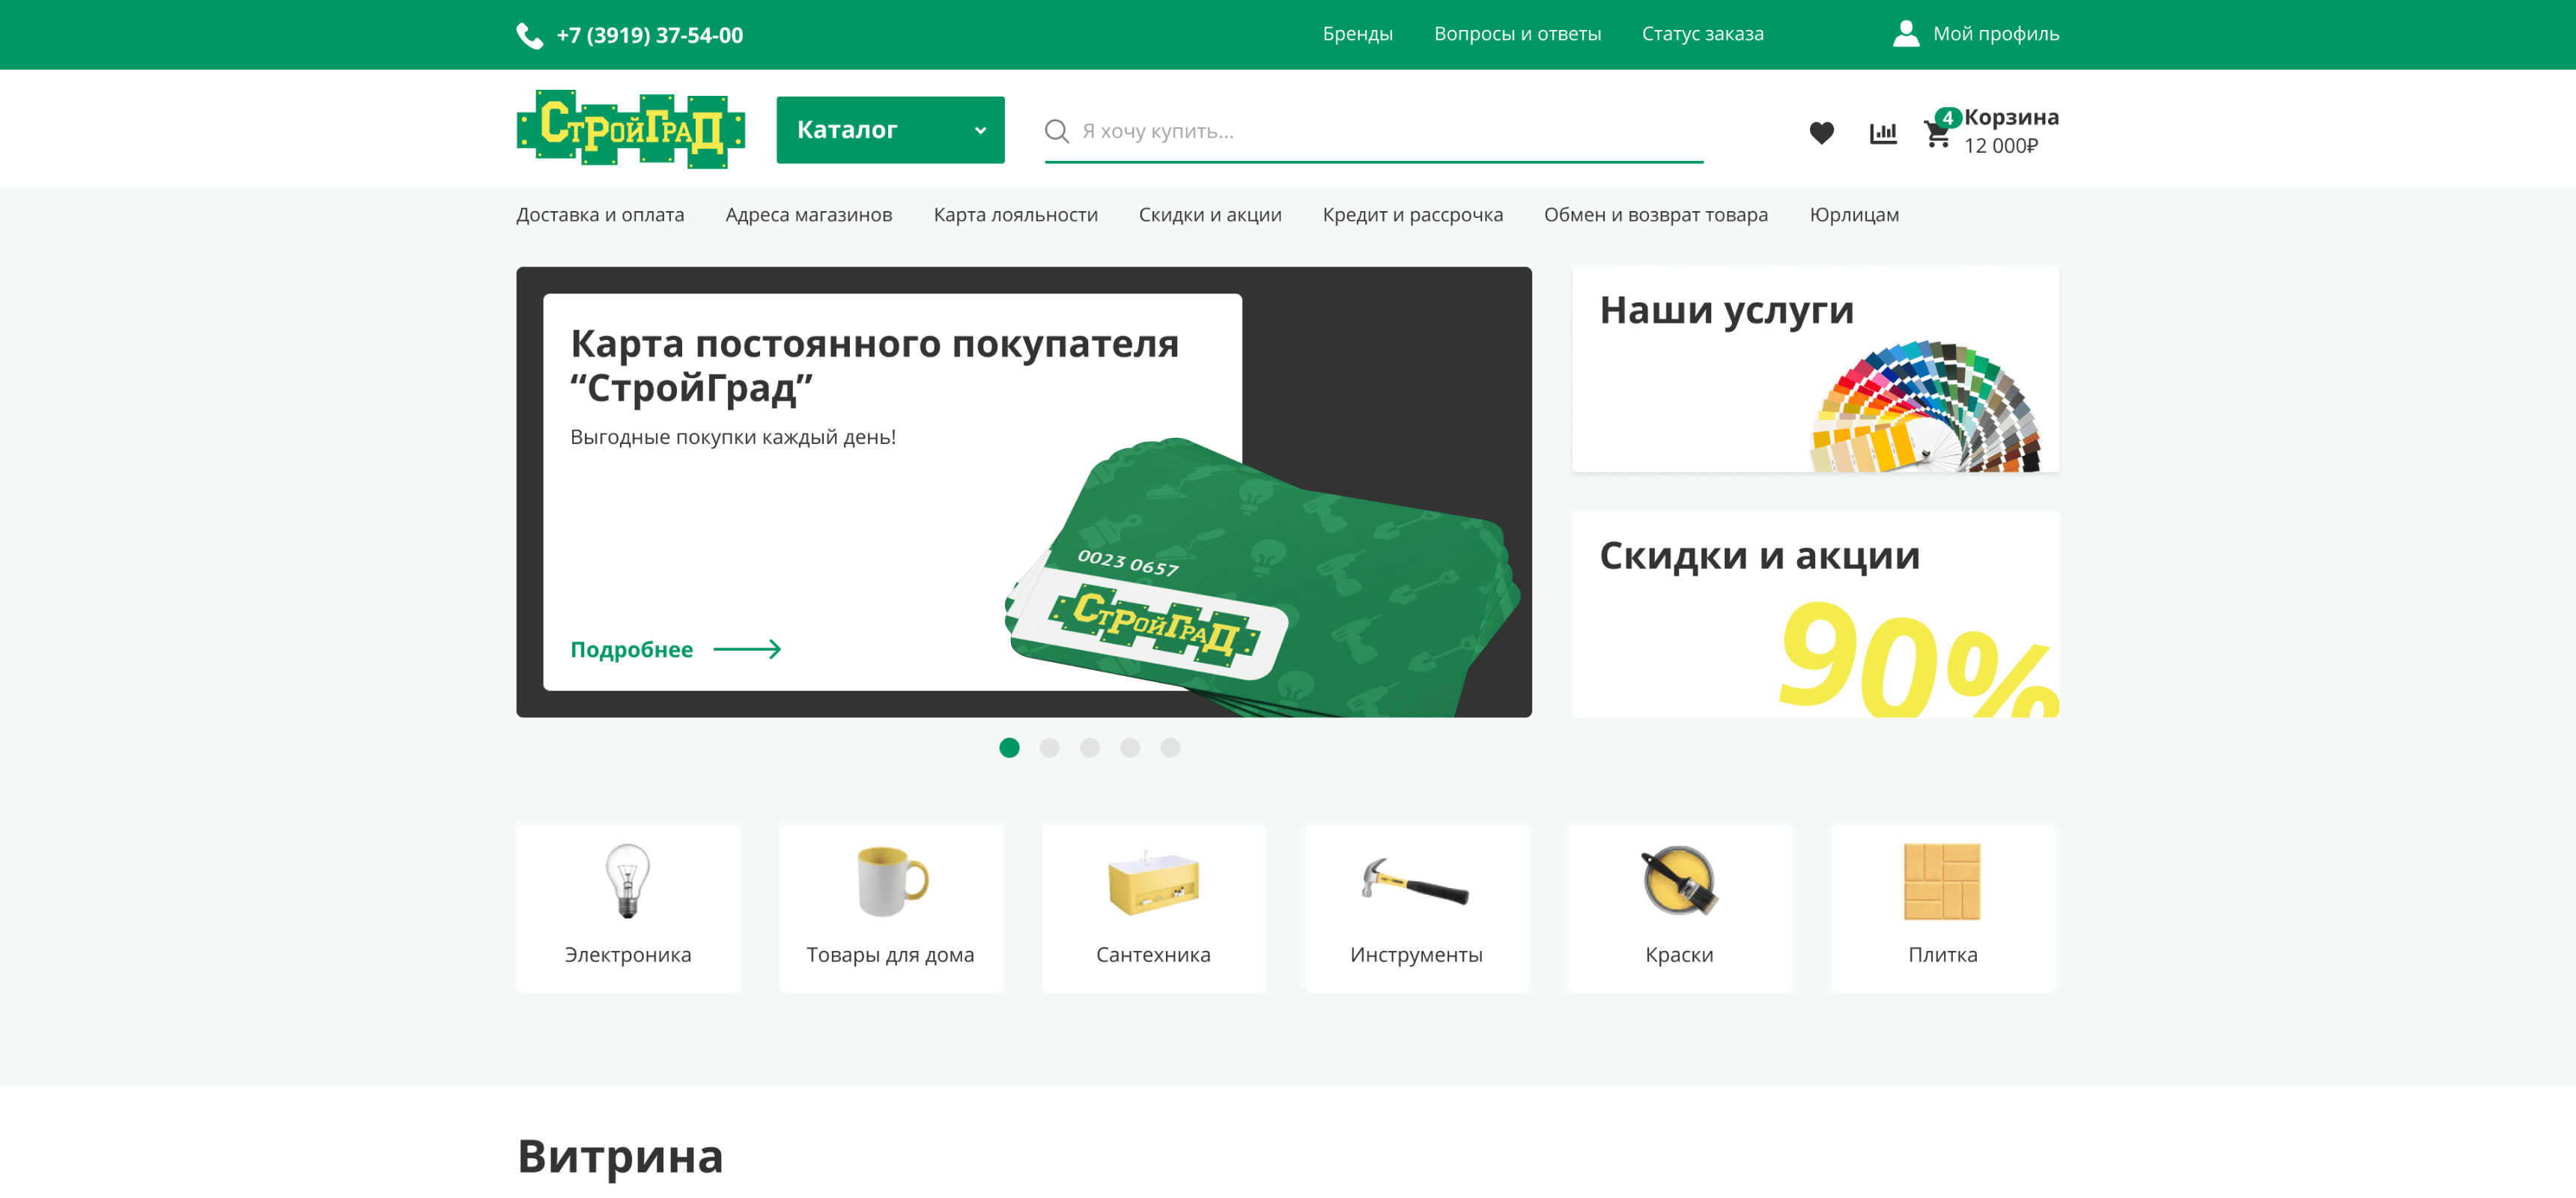 +7 (3919) 37-54-00
Бренды
Вопросы и ответы
Статус заказа
Мой профиль
СтРойГраД
Каталог
Я хочу купить...
4
Корзина
12 000₽
Доставка и оплата
Адреса магазинов
Карта лояльности
Скидки и акции
Кредит и рассрочка
Обмен и возврат товара
Юрлицам
Карта постоянного покупателя
“СтройГрад”
Выгодные покупки каждый день!
Подробнее
0023 0657
СтРойГраД
Наши услуги
Скидки и акции
90%
Электроника
Товары для дома
Сантехника
Инструменты
Краски
Плитка
Витрина